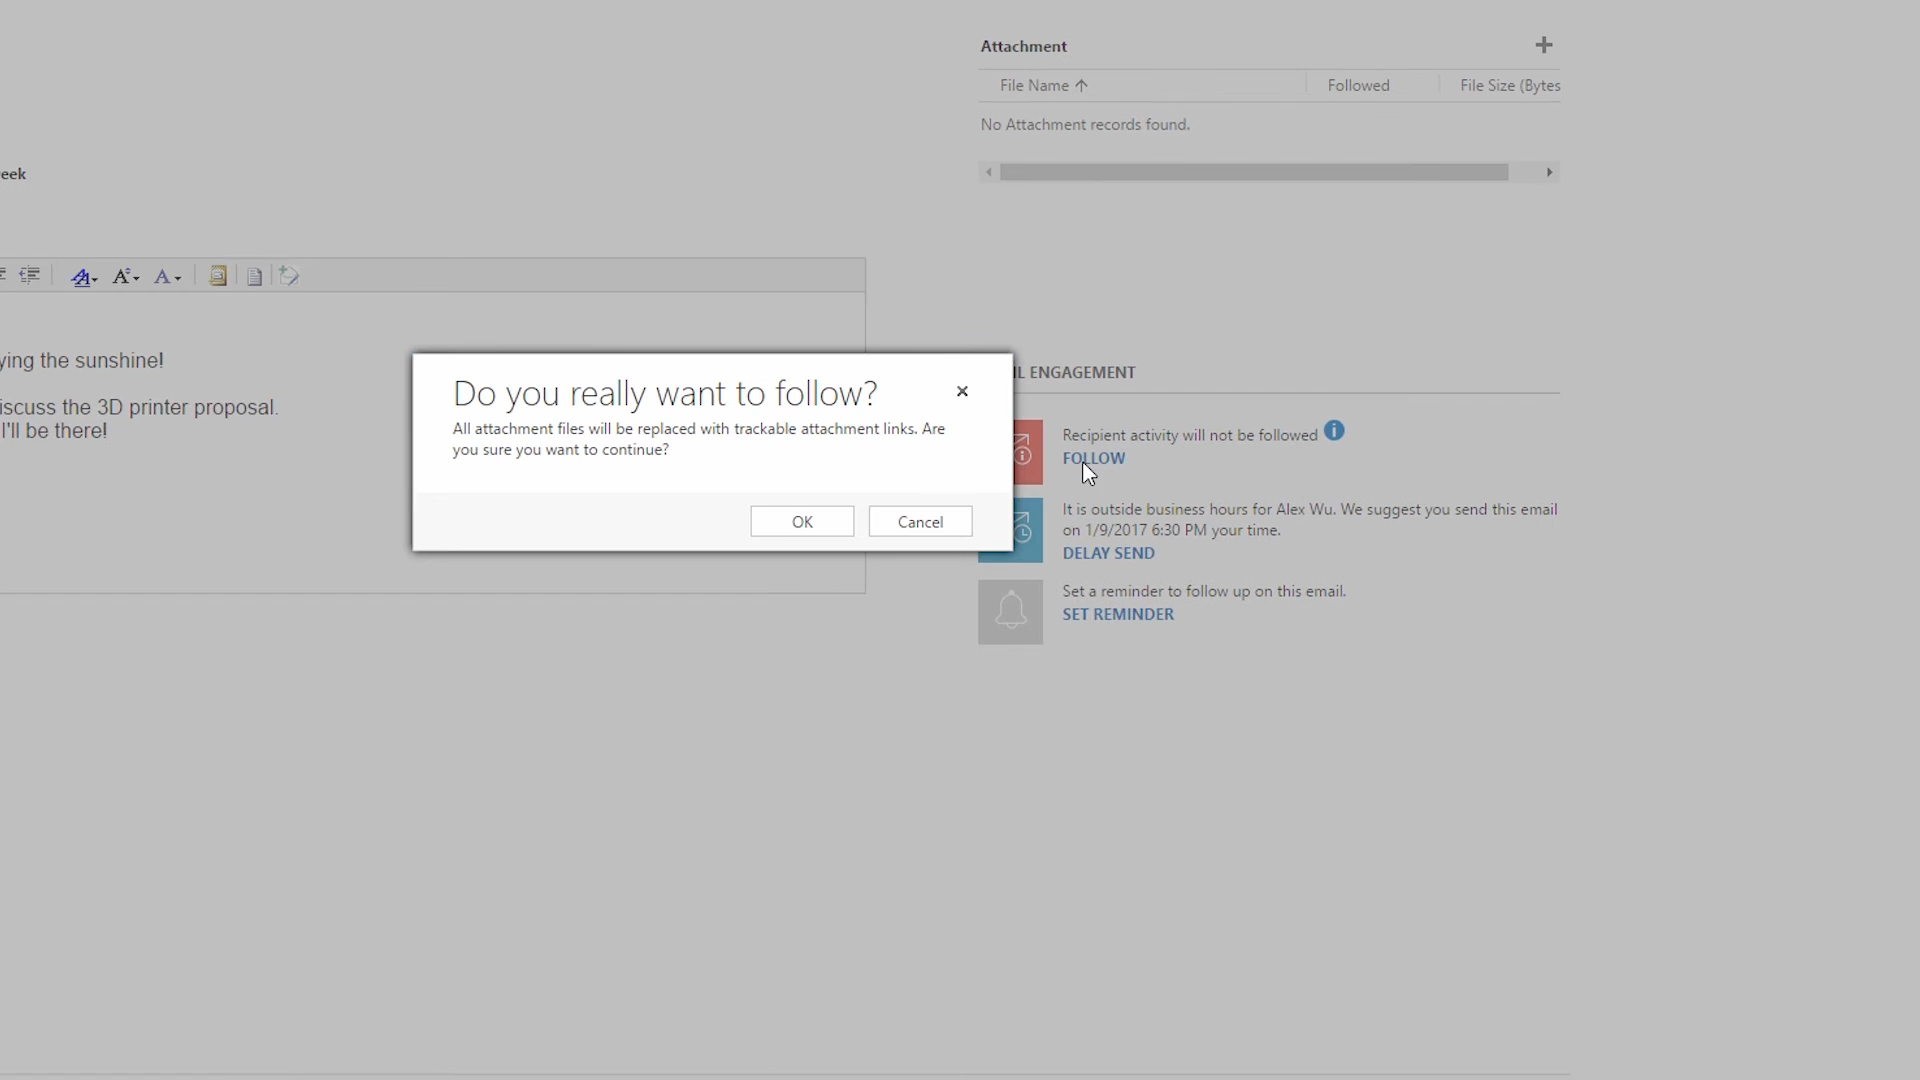 Attachment
File Name Followed File Size (Bytes
No Attachment records found.
eek
ying the sunshine!
iscuss the 3D printer proposal.
I'll be there!
Do you really want to follow?
All attachment files will be replaced with trackable attachment links. Are
you sure you want to continue?
OK Cancel
IL ENGAGEMENT
Recipient activity will not be followed
FOLLOW
It is outside business hours for Alex Wu. We suggest you send this email
on 1/9/2017 6:30 PM your time.
DELAY SEND
Set a reminder to follow up on this email.
SET REMINDER